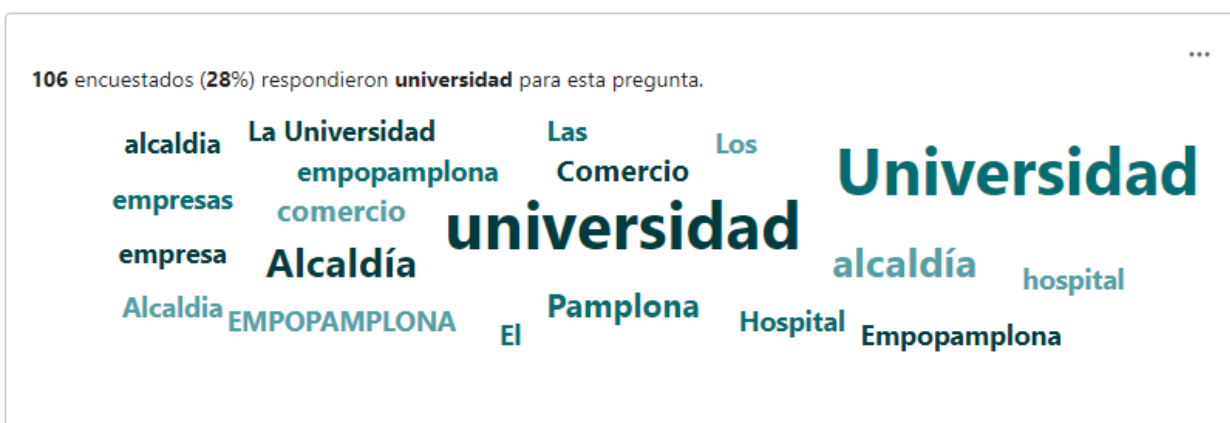 106 encuestados (28%) respondieron universidad para esta pregunta.
alcaldia La Universidad Las Los
empopamplona Comercio Universidad
empresas comercio universidad
empresa Alcaldía alcaldía hospital
Alcaldia EMPOPAMPLONA El Pamplona Hospital Empopamplona